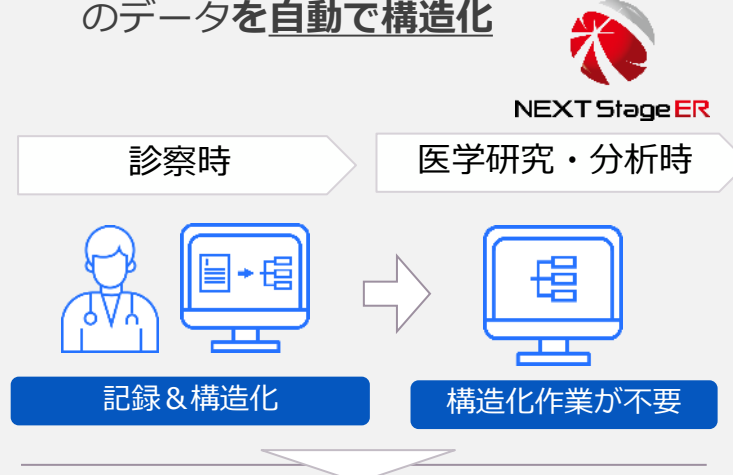 のデータを自動で構造化
NEXT Stage ER
診察時
医学研究・分析時
記録＆構造化
構造化作業が不要